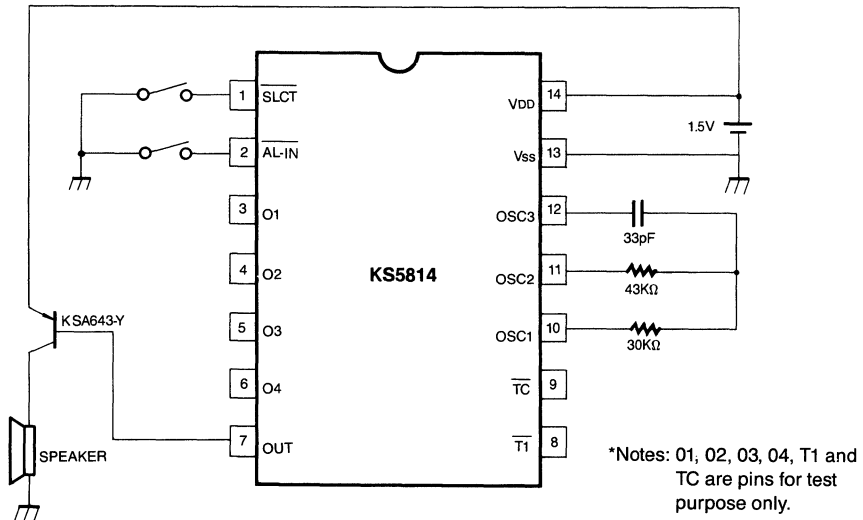 1 SLCT
2 AL-IN
3 O1
4 O2
5 O3
6 O4
7 OUT
KS5814
VDD 14
VSS 13
OSC3 12
OSC2 11
OSC1 10
TC 9
T1 8
1.5V
33pF
43KΩ
30KΩ
KSA643-Y
SPEAKER
*Notes: 01, 02, 03, 04, T1 and
TC are pins for test
purpose only.